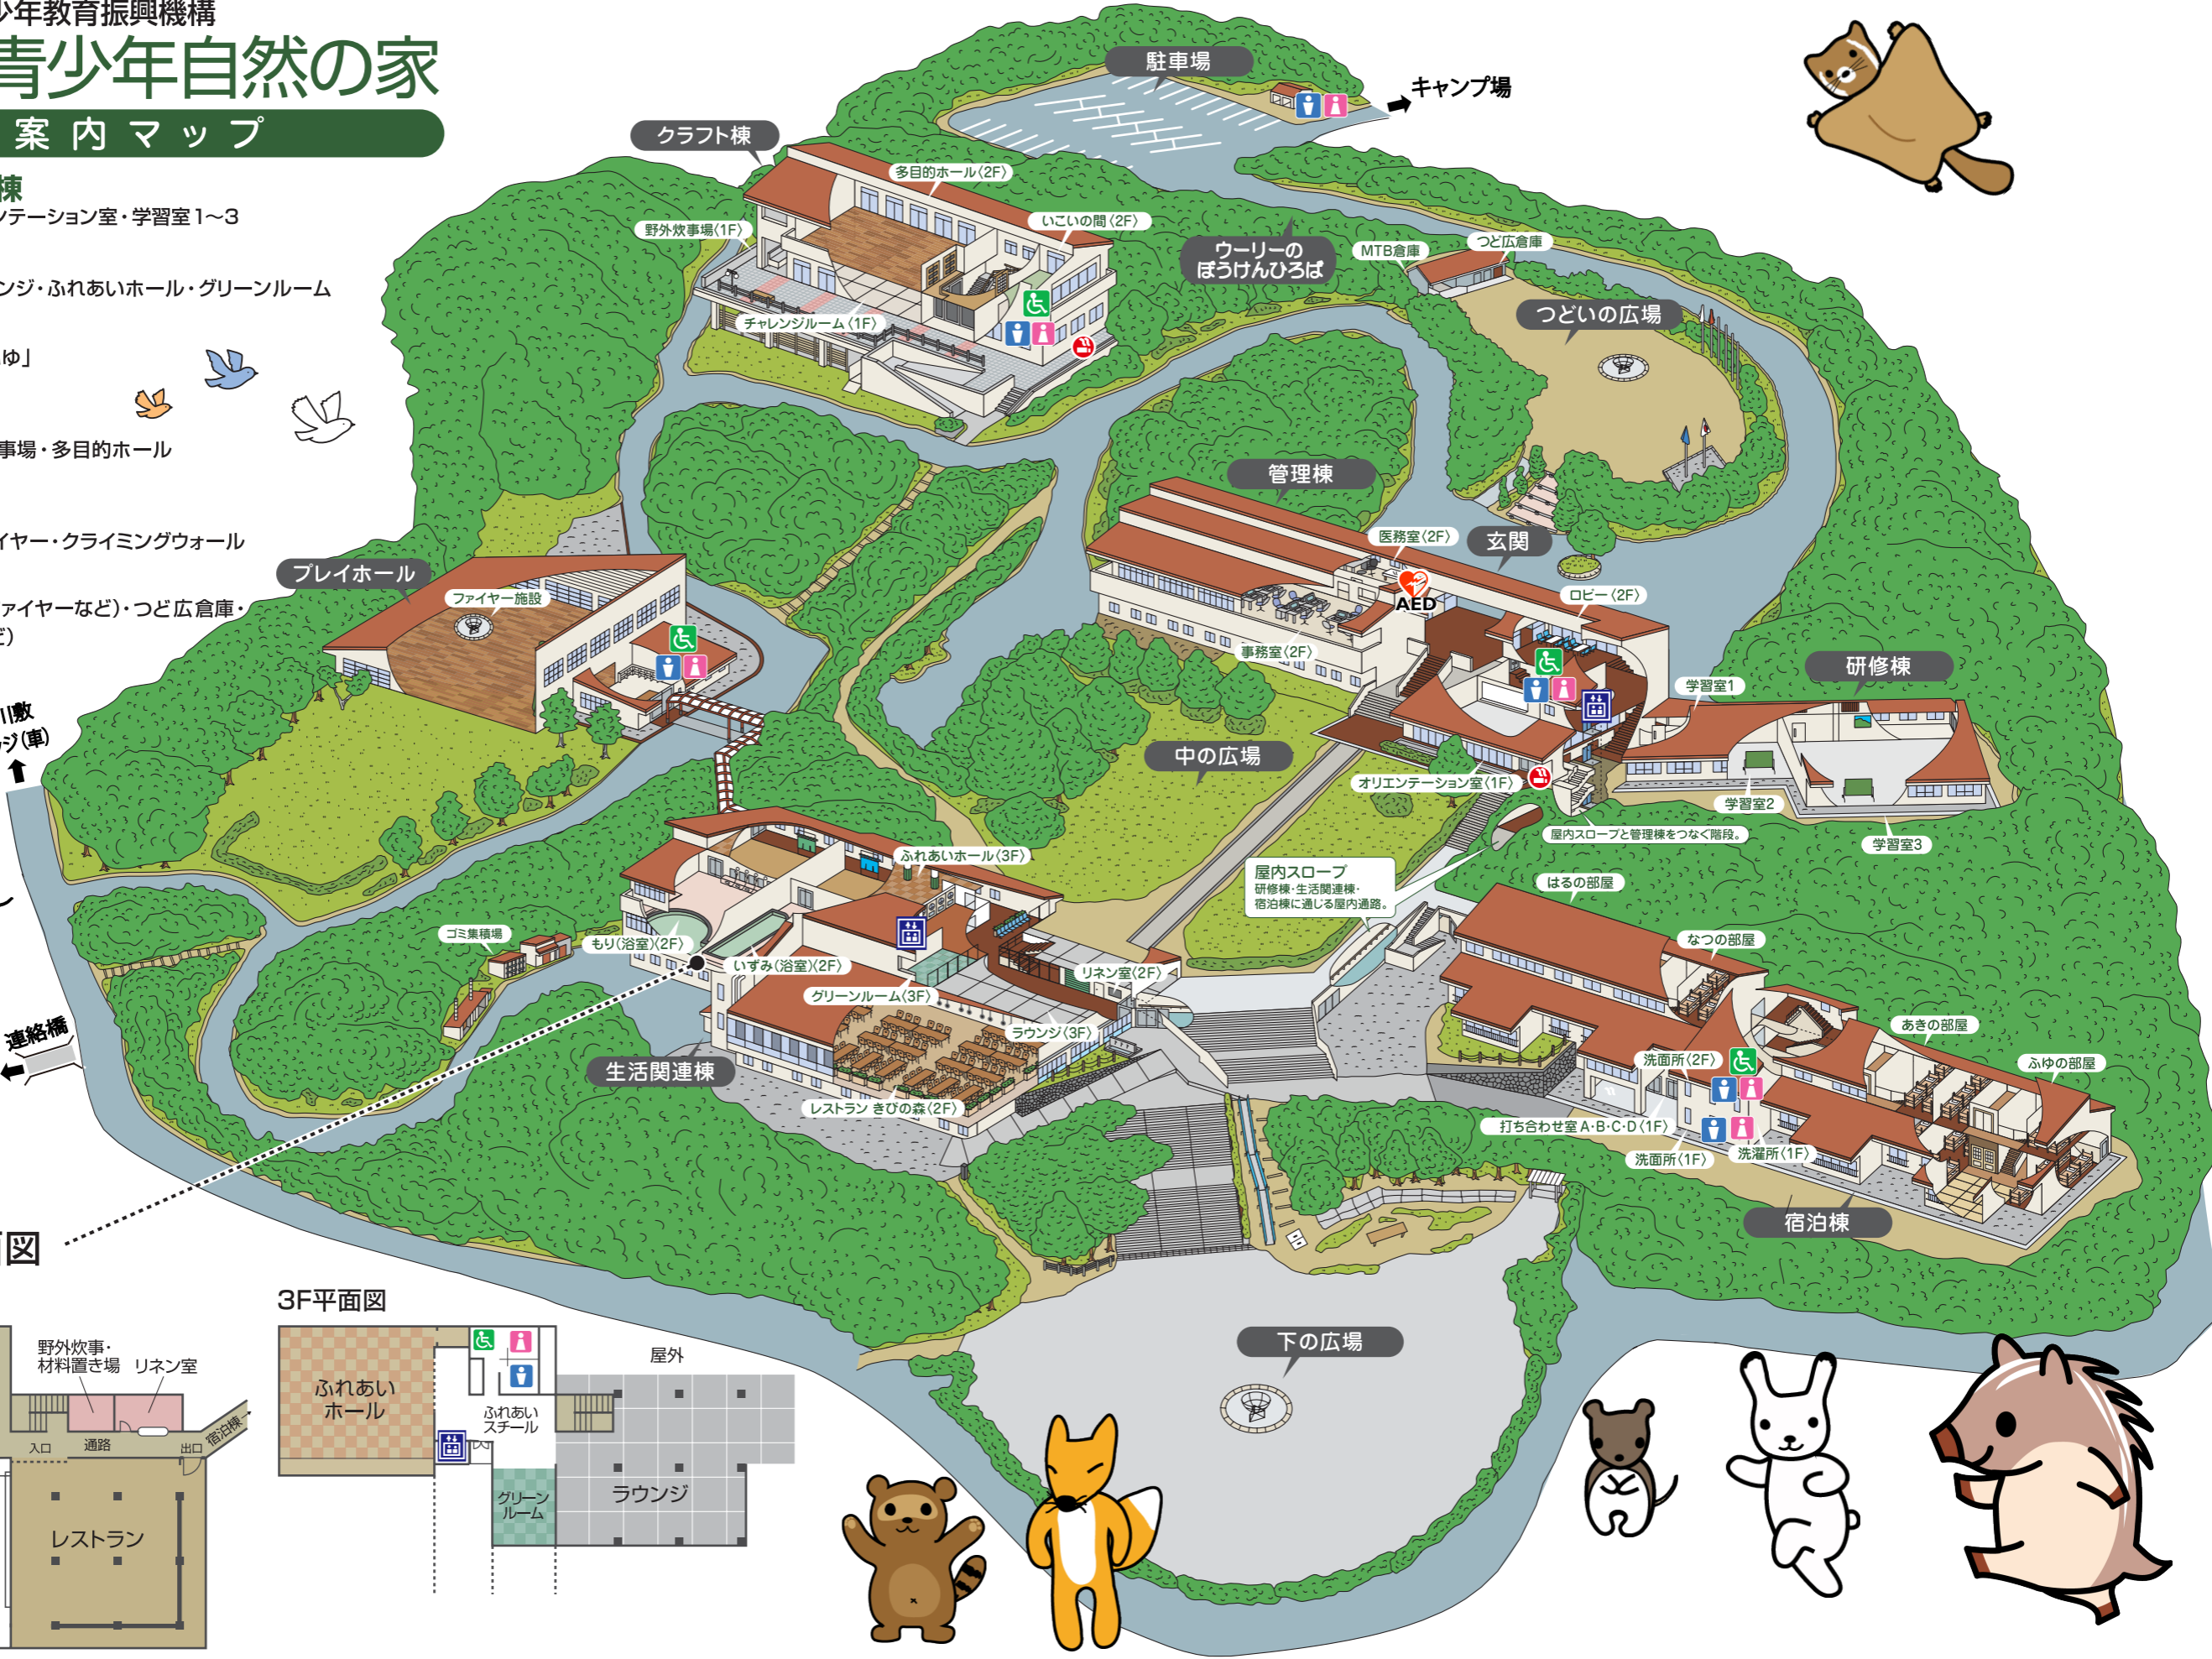 少年教育振興機構
青少年自然の家
案内マップ
棟
ンテーション室・学習室1〜3
ンジ・ふれあいホール・グリーンルーム
ゆ」
事場・多目的ホール
イヤー・クライミングウォール
ァイヤーなど)・つど広倉庫・
ど)
駐車場
キャンプ場
クラフト棟
多目的ホール〈2F〉
野外炊事場〈1F〉
いこいの間〈2F〉
チャレンジルーム〈1F〉
ウーリーの
ぼうけんひろば
MTB倉庫
つど広倉庫
つどいの広場
管理棟
医務室〈2F〉
玄関
AED
ロビー〈2F〉
事務室〈2F〉
プレイホール
ファイヤー施設
研修棟
学習室1
学習室2
学習室3
中の広場
オリエンテーション室〈1F〉
屋内スロープと管理棟をつなぐ階段。
屋内スロープ
研修棟・生活関連棟・
宿泊棟に通じる屋内通路。
川敷
ッジ(車)
ふれあいホール〈3F〉
ゴミ集積場
もり(浴室)〈2F〉
いずみ(浴室)〈2F〉
グリーンルーム〈3F〉
リネン室〈2F〉
ラウンジ〈3F〉
生活関連棟
レストラン きびの森〈2F〉
連絡橋
はるの部屋
なつの部屋
あきの部屋
ふゆの部屋
洗面所〈2F〉
打ち合わせ室 A・B・C・D〈1F〉
洗面所〈1F〉
洗濯所〈1F〉
宿泊棟
下の広場
面図
野外炊事・
材料置き場
リネン室
入口
通路
出口
宿泊棟
レストラン
3F平面図
ふれあい
ホール
ふれあい
スチール
屋外
グリーン
ルーム
ラウンジ